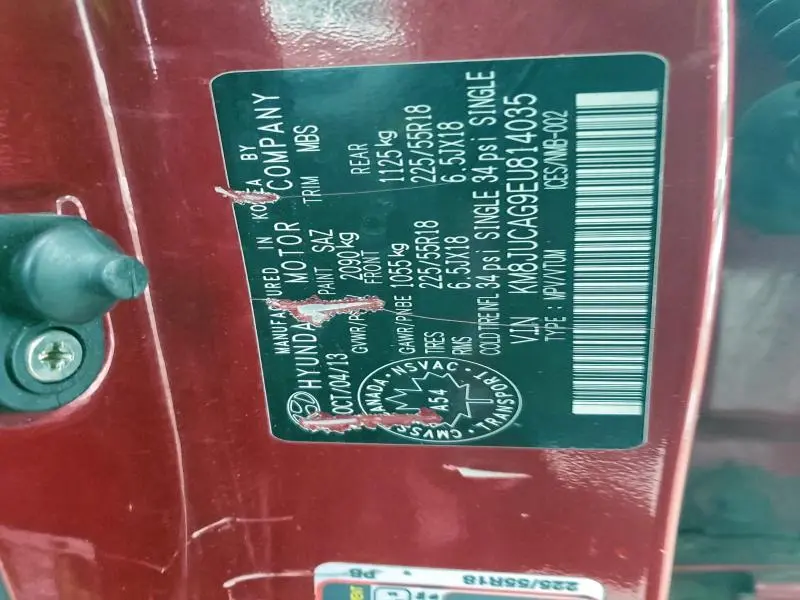 MANUFACTURED IN KOREA BY
HYUNDAI MOTOR COMPANY
OCT/04/13 PAINT SAZ TRIM MBS
GVWR/PNBV 2090kg
FRONT REAR
GAWR/PNBE 1055kg 1125kg
TIRES 225/55R18 225/55R18
RIMS 6.5JX18 6.5JX18
COLD TIRE INFL 34 psi SINGLE 34 psi SINGLE
VIN KM8JUCAG9EU814035
TYPE : MPV/VTUM ICES/NMB-002
CANADA
CMVSS NSVAC
A54
TRANSPORT
225/55R18
PB